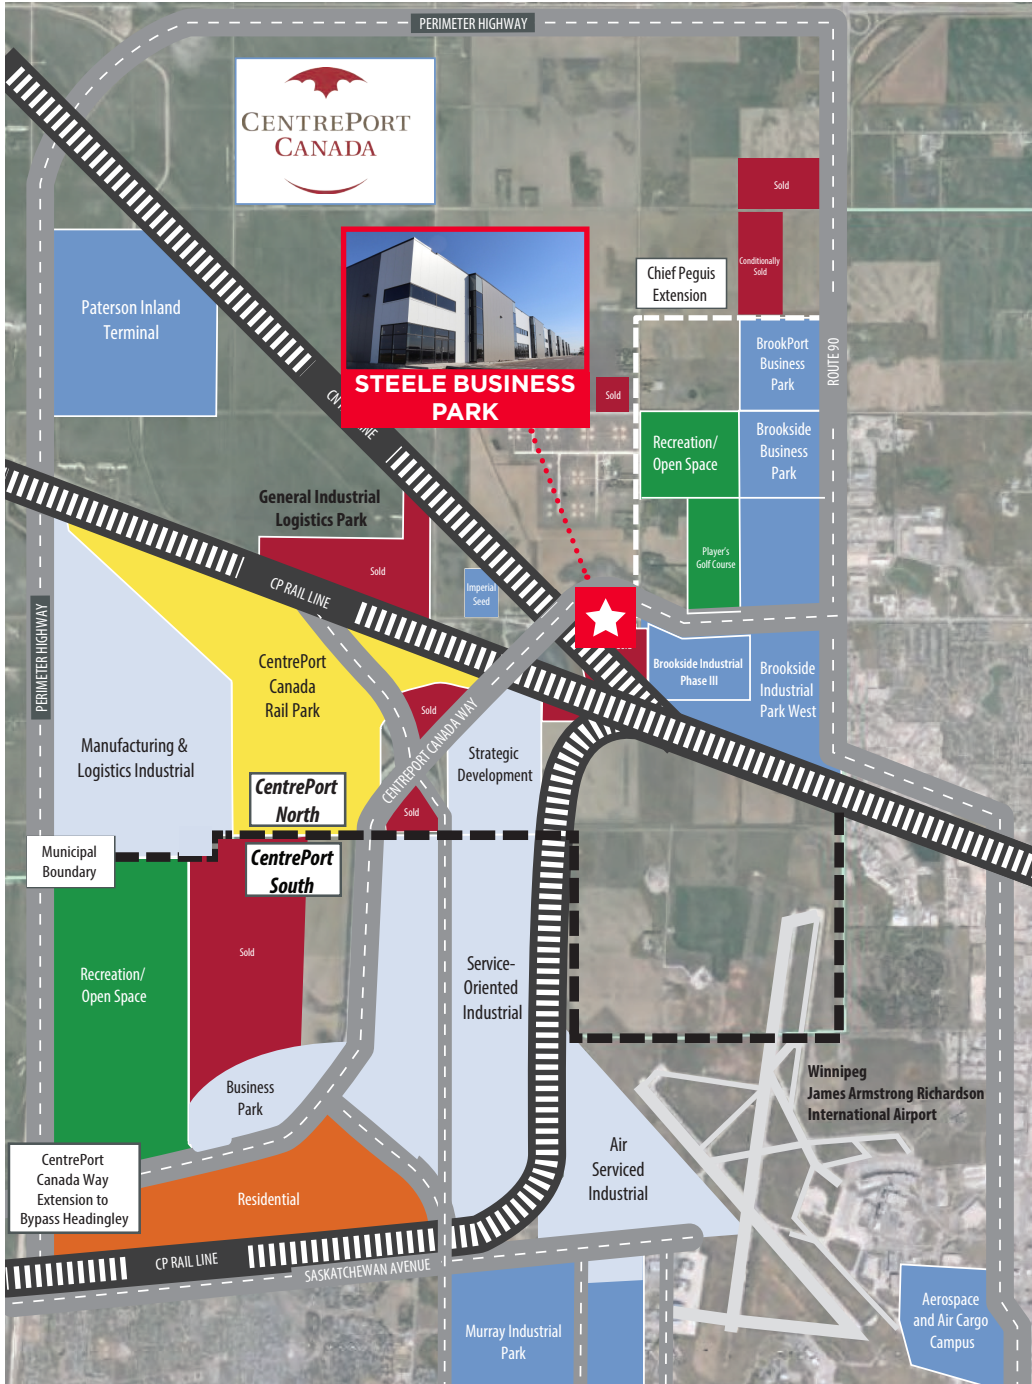 PERIMETER HIGHWAY
CENTREPORT
CANADA
Sold
Conditionally
Sold
Chief Peguis
Extension
Paterson Inland
Terminal
BrookPort
Business
Park
ROUTE 90
STEELE BUSINESS
PARK
Sold
CN
LINE
Recreation/
Open Space
Brookside
Business
Park
General Industrial
Logistics Park
Sold
Player's
Golf Course
Imperial
Seed
CP RAIL LINE
PERIMETER HIGHWAY
CentrePort
Canada
Rail Park
Brookside Industrial
Phase III
Brookside
Industrial
Park West
Sold
CENTREPORT CANADA WAY
Manufacturing &
Logistics Industrial
Strategic
Development
CentrePort
North
Sold
Municipal
Boundary
CentrePort
South
Sold
Recreation/
Open Space
Service-
Oriented
Industrial
Winnipeg
James Armstrong Richardson
International Airport
Business
Park
Air
Serviced
Industrial
CentrePort
Canada Way
Extension to
Bypass Headingley
Residential
CP RAIL LINE
SASKATCHEWAN AVENUE
Murray Industrial
Park
Aerospace
and Air Cargo
Campus